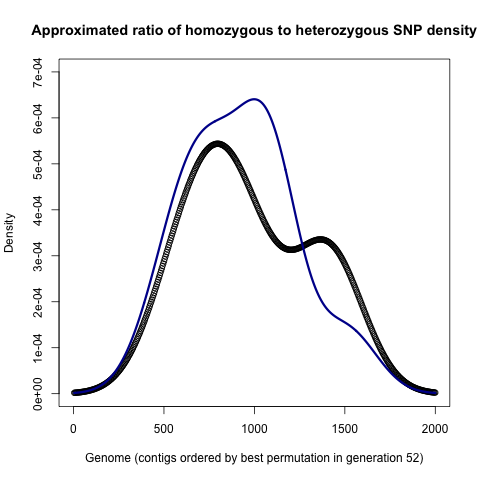 Approximated ratio of homozygous to heterozygous SNP density
7e-04
6e-04
5e-04
4e-04
3e-04
2e-04
1e-04
0e+00
Density
0 500 1000 1500 2000
Genome (contigs ordered by best permutation in generation 52)